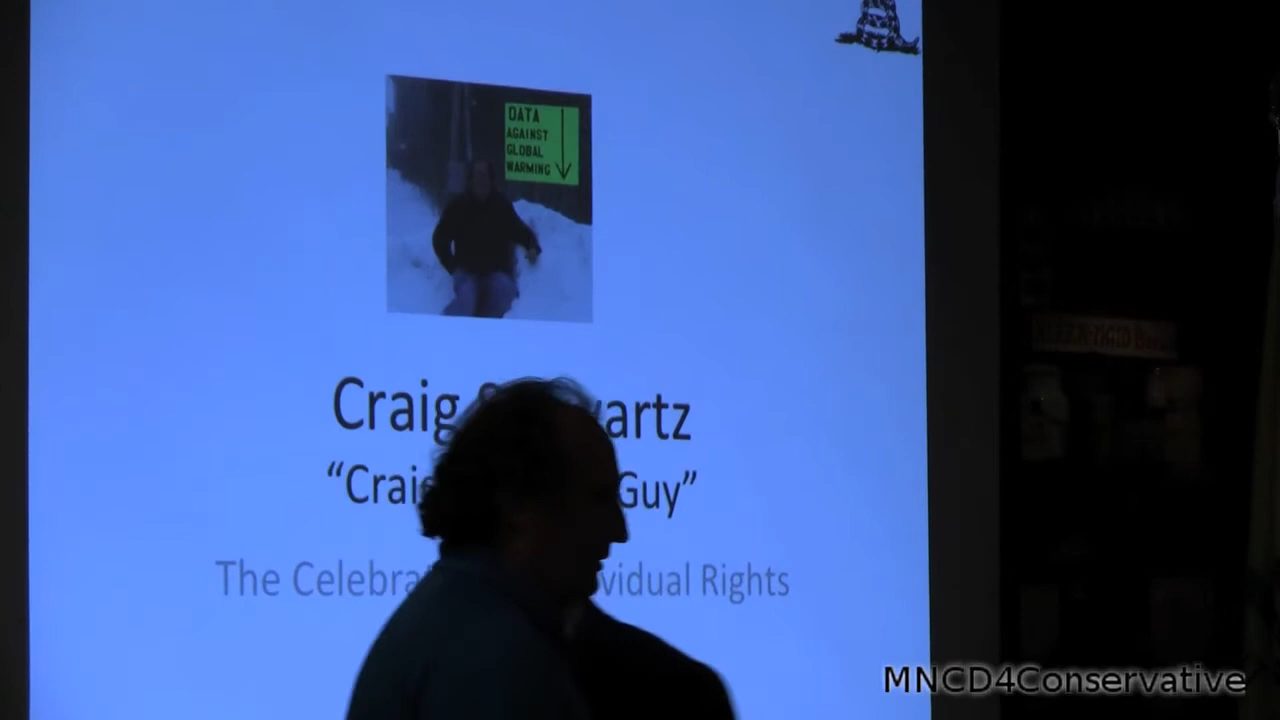 DATA
AGAINST
GLOBAL
WARMING
Craig artz
“Crai Guy”
The Celebra vidual Rights
MNCD4Conservative